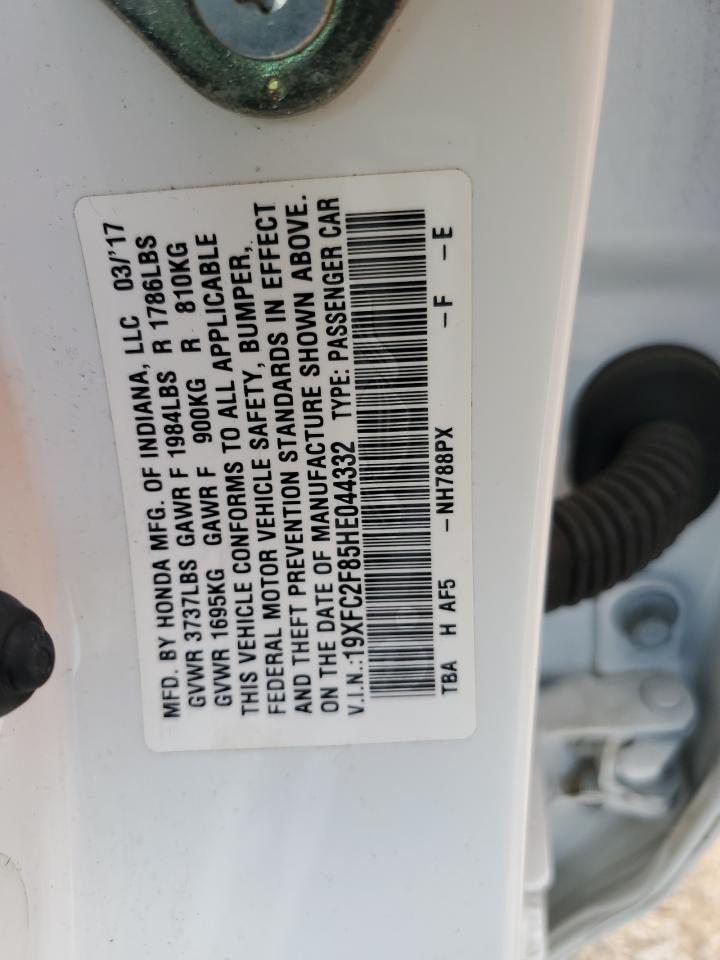 MFD. BY HONDA MFG. OF INDIANA, LLC 03/'17
GVWR 3737LBS GAWR F 1984LBS R 1786LBS
GVWR 1695KG GAWR F 900KG R 810KG
THIS VEHICLE CONFORMS TO ALL APPLICABLE
FEDERAL MOTOR VEHICLE SAFETY, BUMPER,
AND THEFT PREVENTION STANDARDS IN EFFECT
ON THE DATE OF MANUFACTURE SHOWN ABOVE.
V.I.N.:19XFC2F85HE044332 TYPE: PASSENGER CAR
TBA H AF5 -NH788PX -F -E